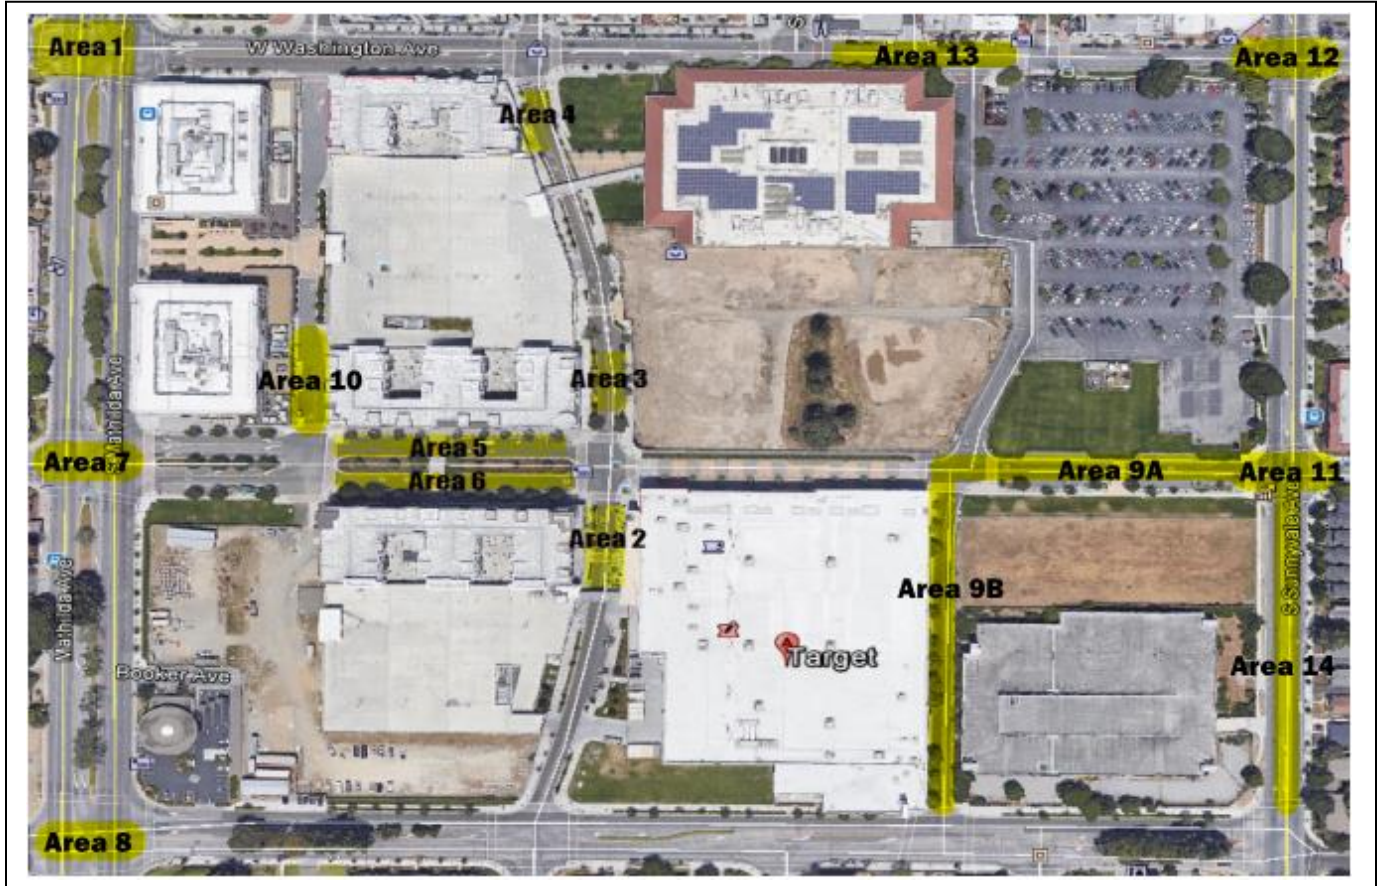 Area 1
W Washington Ave
Area 13
Area 12
Area 4
S Mathilda Ave
Area 10
Area 3
Area 5
Area 7
Area 6
Area 9A
Area 11
Area 2
S Sunnyvale Ave
Mathilda Ave
Area 9B
A
Target
Area 14
Booker Ave
Area 8